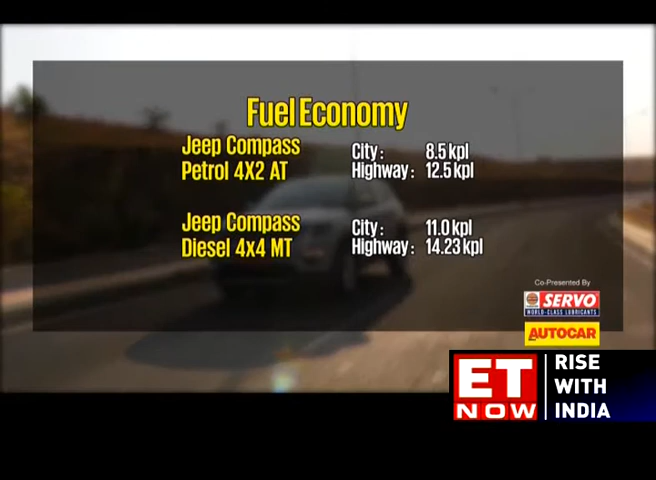 Fuel Economy
Jeep Compass
Petrol 4X2 AT
City : 8.5 kpl
Highway : 12.5 kpl
Jeep Compass
Diesel 4x4 MT
City : 11.0 kpl
Highway : 14.23 kpl
Co-Presented By
SERVO
WORLD-CLASS LUBRICANTS
AUTOCAR
ET NOW
RISE
WITH
INDIA